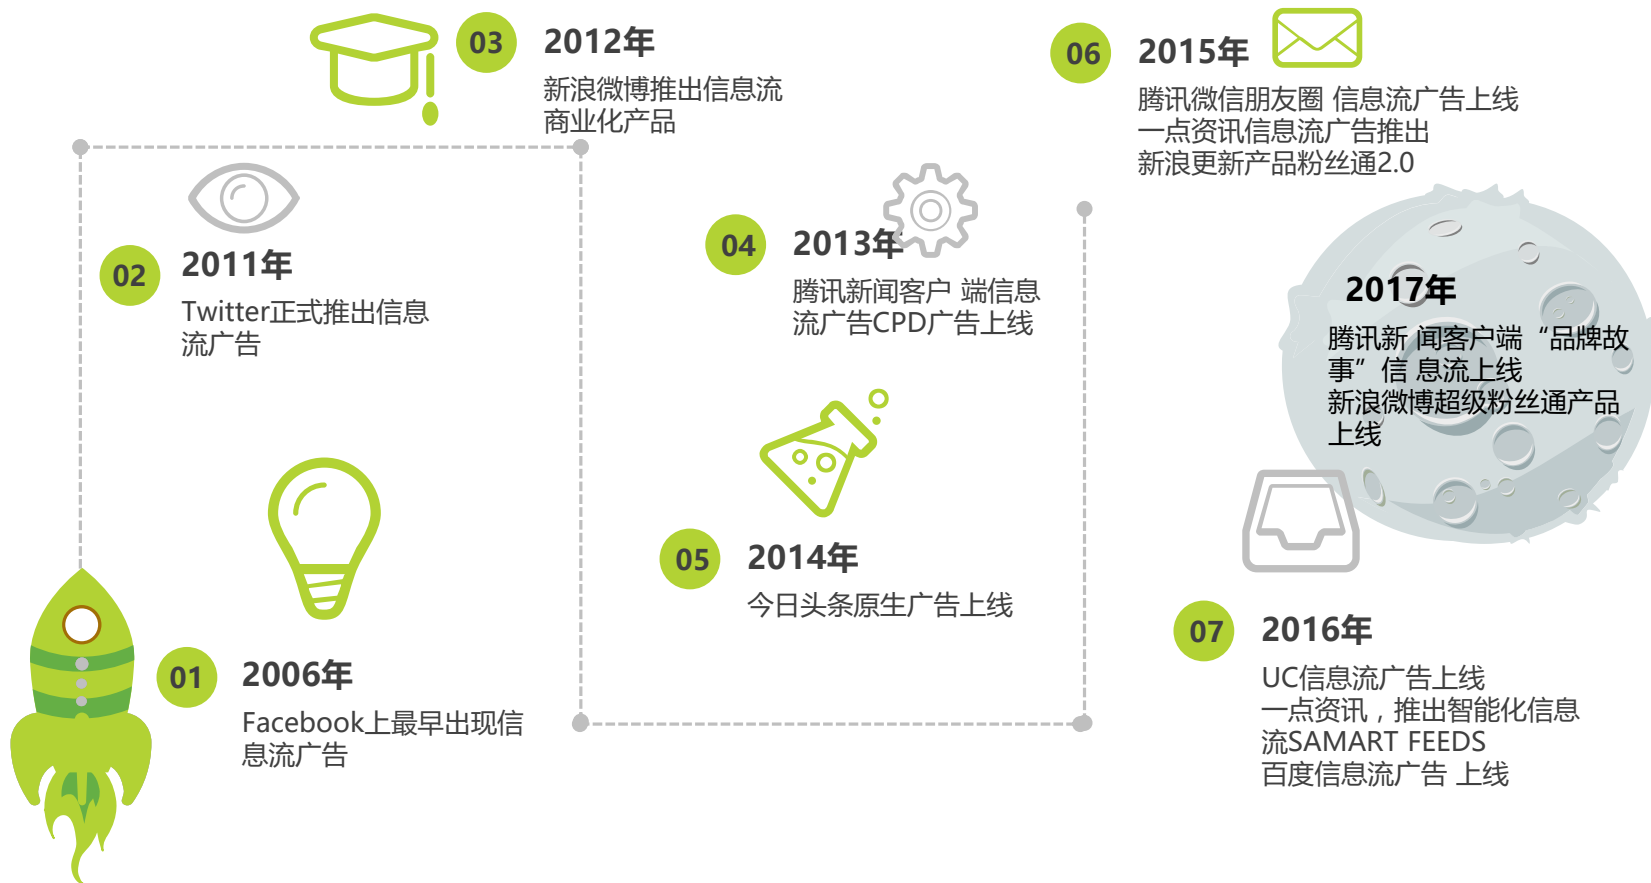 01
2006年
Facebook上最早出现信
息流广告
02
2011年
Twitter正式推出信息
流广告
03
2012年
新浪微博推出信息流
商业化产品
04
2013年
腾讯新闻客户 端信息
流广告CPD广告上线
05
2014年
今日头条原生广告上线
06
2015年
腾讯微信朋友圈 信息流广告上线
一点资讯信息流广告推出
新浪更新产品粉丝通2.0
07
2016年
UC信息流广告上线
一点资讯，推出智能化信息
流SAMART FEEDS
百度信息流广告 上线
2017年
腾讯新 闻客户端“品牌故
事”信 息流上线
新浪微博超级粉丝通产品
上线